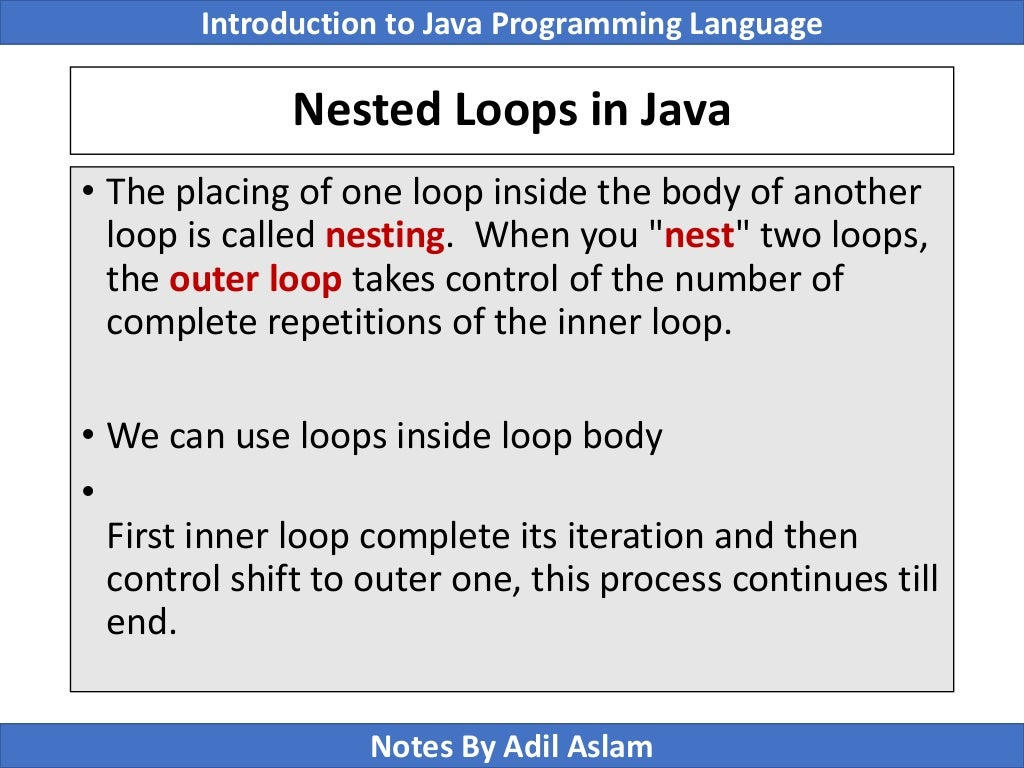 Introduction to Java Programming Language
Nested Loops in Java
• The placing of one loop inside the body of another
loop is called nesting.  When you "nest" two loops,
the outer loop takes control of the number of
complete repetitions of the inner loop.
• We can use loops inside loop body
•
First inner loop complete its iteration and then
control shift to outer one, this process continues till
end.
Notes By Adil Aslam